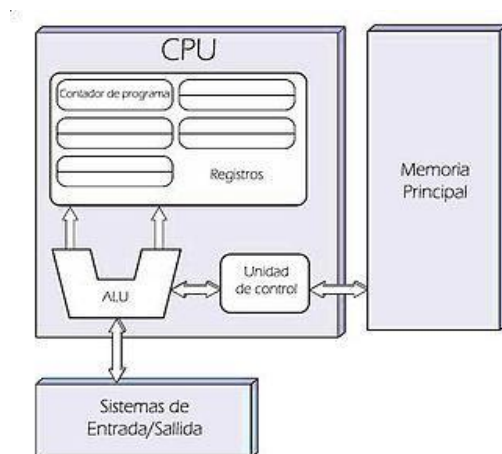 CPU
Contador de programa
Registros
ALU
Unidad
de control
Memoria
Principal
Sistemas de
Entrada/Sallida